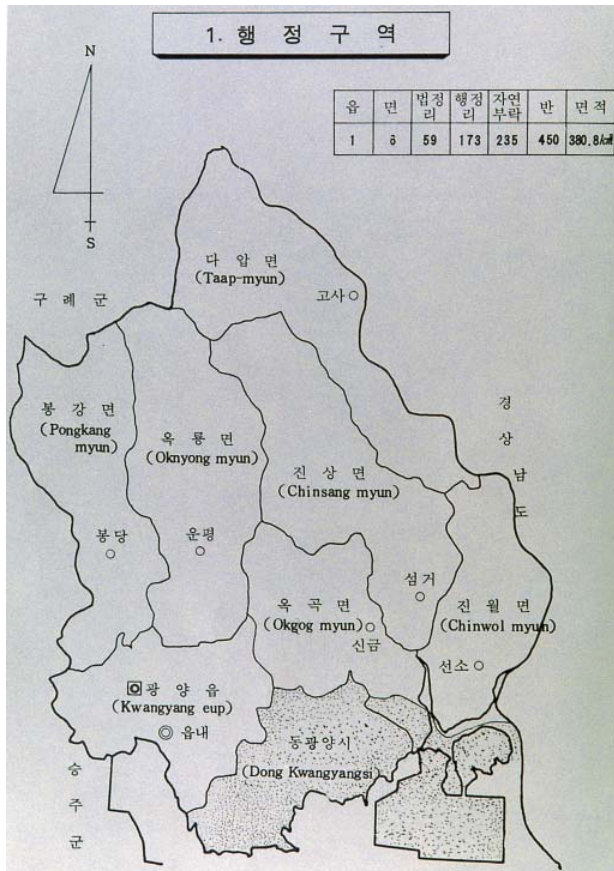 1. 행 정 구 역
N
S
읍 면 법정리 행정리 자연부락 반 면 적
1 6 59 173 235 450 380.8㎢
다 압 면
(Taap-myun)
고사
구 례 군
경 상 남 도
봉 강 면
(Pongkang myun)
옥 룡 면
(Oknyong myun)
진 상 면
(Chinsang myun)
봉당
운평
섬거
옥 곡 면
(Okgog myun)
신금
진 월 면
(Chinwol myun)
선소
광 양 읍
(Kwangyang eup)
읍내
동광양시
(Dong Kwangyangsi)
승 주 군